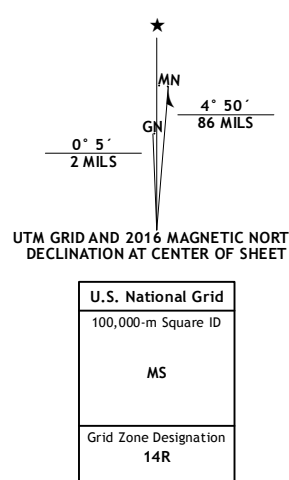 ★
MN
4° 50´
86 MILS
GN
0° 5´
2 MILS
UTM GRID AND 2016 MAGNETIC NORT
DECLINATION AT CENTER OF SHEET
U.S. National Grid
100,000-m Square ID
MS
Grid Zone Designation
14R